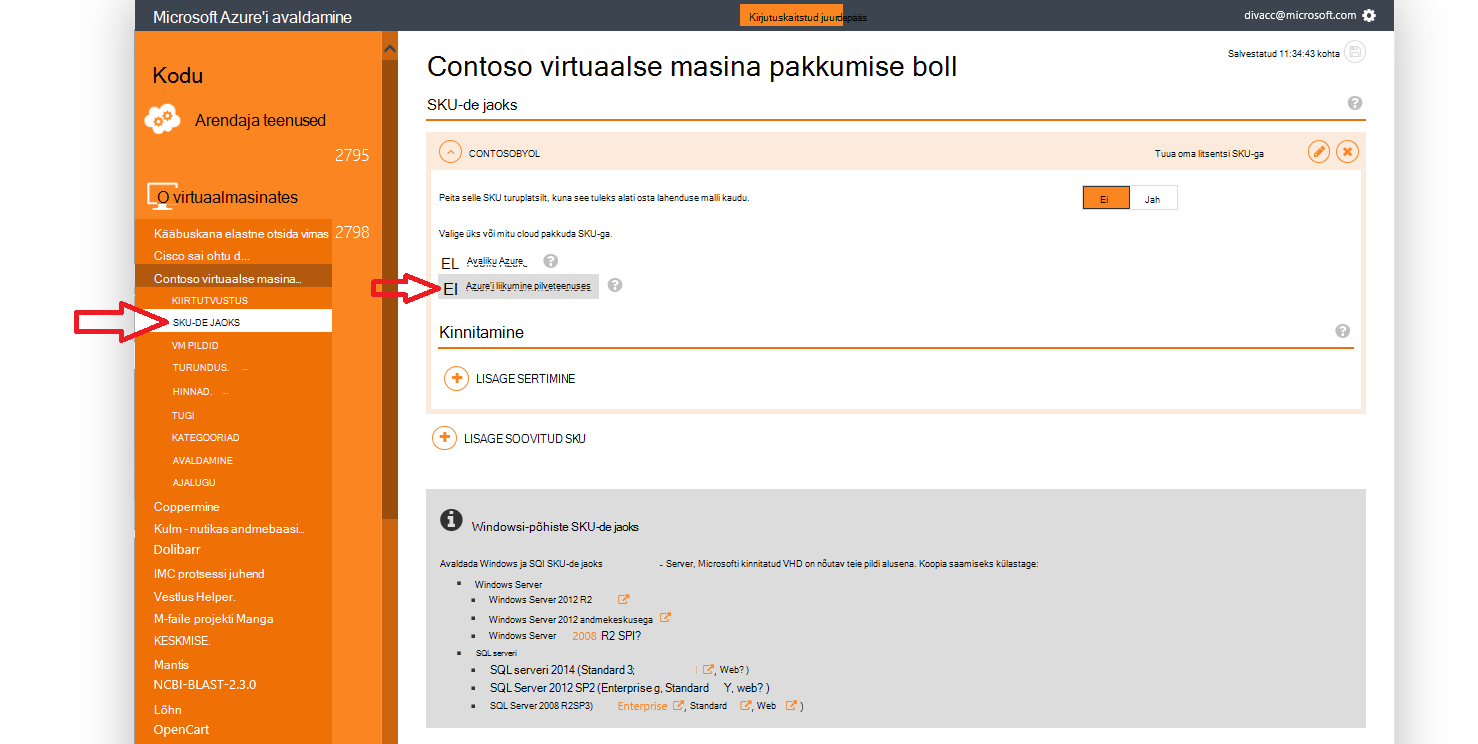 Microsoft Azure'i avaldamine
Kirjutuskaitstud juurdepääs
divacc@microsoft.com
Kodu
Arendaja teenused
2795
O virtuaalmasinates
Kääbuskana elastne otsida vimas 2798
Cisco sai ohtu d...
Contoso virtuaalse masina...
KIIRTUTVUSTUS
SKU-DE JAOKS
VM PILDID
TURUNDUS. ..
HINNAD. ..
TUGI
KATEGOORIAD
AVALDAMINE
AJALUGU
Coppermine
Kulm - nutikas andmebaasi...
Dolibarr
IMC protsessi juhend
Vestlus Helper.
M-faile projekti Manga
KESKMISE.
Mantis
NCBI-BLAST-2.3.0
Lõhn
OpenCart
Salvestatud 11:34:43 kohta
Contoso virtuaalse masina pakkumise boll
SKU-de jaoks
CONTOSOBYOL
Tuua oma litsentsi SKU-ga
Peita selle SKU turuplatsilt, kuna see tuleks alati osta lahenduse malli kaudu.
Ei Jah
Valige üks või mitu cloud pakkuda SKU-ga.
EL Avaliku Azure
EI Azure'i liikumine pilveteenuses
Kinnitamine
LISAGE SERTIMINE
LISAGE SOOVITUD SKU
Windowsi-põhiste SKU-de jaoks
Avaldada Windows ja SQI SKU-de jaoks - Server, Microsofti kinnitatud VHD on nõutav teie pildi alusena. Koopia saamiseks külastage:
Windows Server
Windows Server 2012 R2
Windows Server 2012 andmekeskusega
Windows Server 2008 R2 SPI?
SQL serveri
SQL serveri 2014 (Standard 3; , Web? )
SQL Server 2012 SP2 (Enterprise g, Standard Y, web? )
SQL Server 2008 R2SP3) Enterprise , Standard , Web )